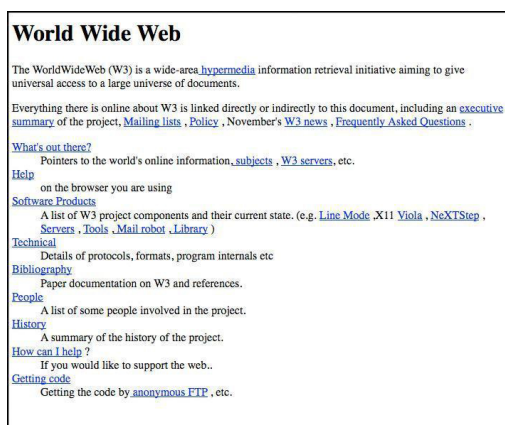 World Wide Web
The WorldWideWeb (W3) is a wide-area hypermedia information retrieval initiative aiming to give
universal access to a large universe of documents.
Everything there is online about W3 is linked directly or indirectly to this document, including an executive
summary of the project, Mailing lists , Policy , November's W3 news , Frequently Asked Questions .
What's out there?
Pointers to the world's online information, subjects , W3 servers, etc.
Help
on the browser you are using
Software Products
A list of W3 project components and their current state. (e.g. Line Mode ,X11 Viola , NeXTStep ,
Servers , Tools , Mail robot , Library )
Technical
Details of protocols, formats, program internals etc
Bibliography
Paper documentation on W3 and references.
People
A list of some people involved in the project.
History
A summary of the history of the project.
How can I help ?
If you would like to support the web..
Getting code
Getting the code by anonymous FTP , etc.